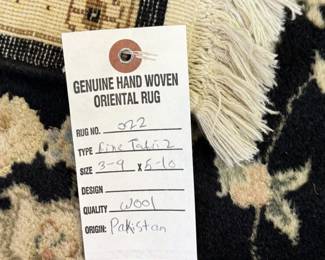 GENUINE HAND WOVEN
ORIENTAL RUG
RUG NO. 022
TYPE Fine Tabriz
SIZE 3-9 X 5-10
DESIGN
QUALITY WOOL
ORIGIN: Pakistan